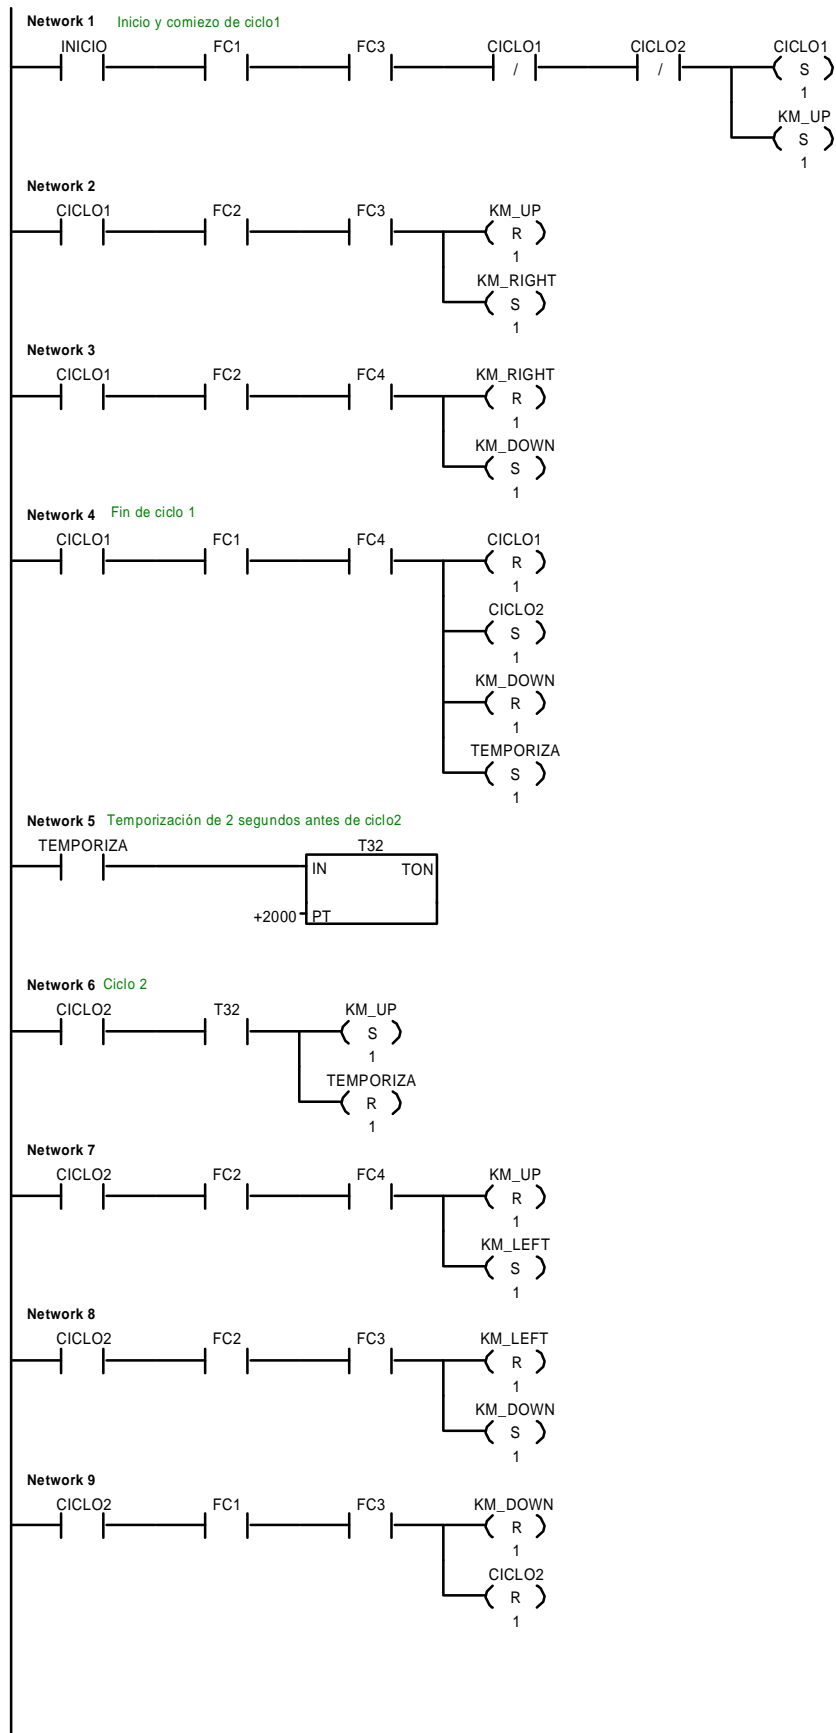 Network 1 Inicio y comiezo de ciclo1
INICIO FC1 FC3 CICLO1 CICLO2 CICLO1
/ / S
1
KM_UP
S
1
Network 2
CICLO1 FC2 FC3 KM_UP
R
1
KM_RIGHT
S
1
Network 3
CICLO1 FC2 FC4 KM_RIGHT
R
1
KM_DOWN
S
1
Network 4 Fin de ciclo 1
CICLO1 FC1 FC4 CICLO1
R
1
CICLO2
S
1
KM_DOWN
R
1
TEMPORIZA
S
1
Network 5 Temporización de 2 segundos antes de ciclo2
TEMPORIZA T32
IN TON
+2000 PT
Network 6 Ciclo 2
CICLO2 T32 KM_UP
S
1
TEMPORIZA
R
1
Network 7
CICLO2 FC2 FC4 KM_UP
R
1
KM_LEFT
S
1
Network 8
CICLO2 FC2 FC3 KM_LEFT
R
1
KM_DOWN
S
1
Network 9
CICLO2 FC1 FC3 KM_DOWN
R
1
CICLO2
R
1